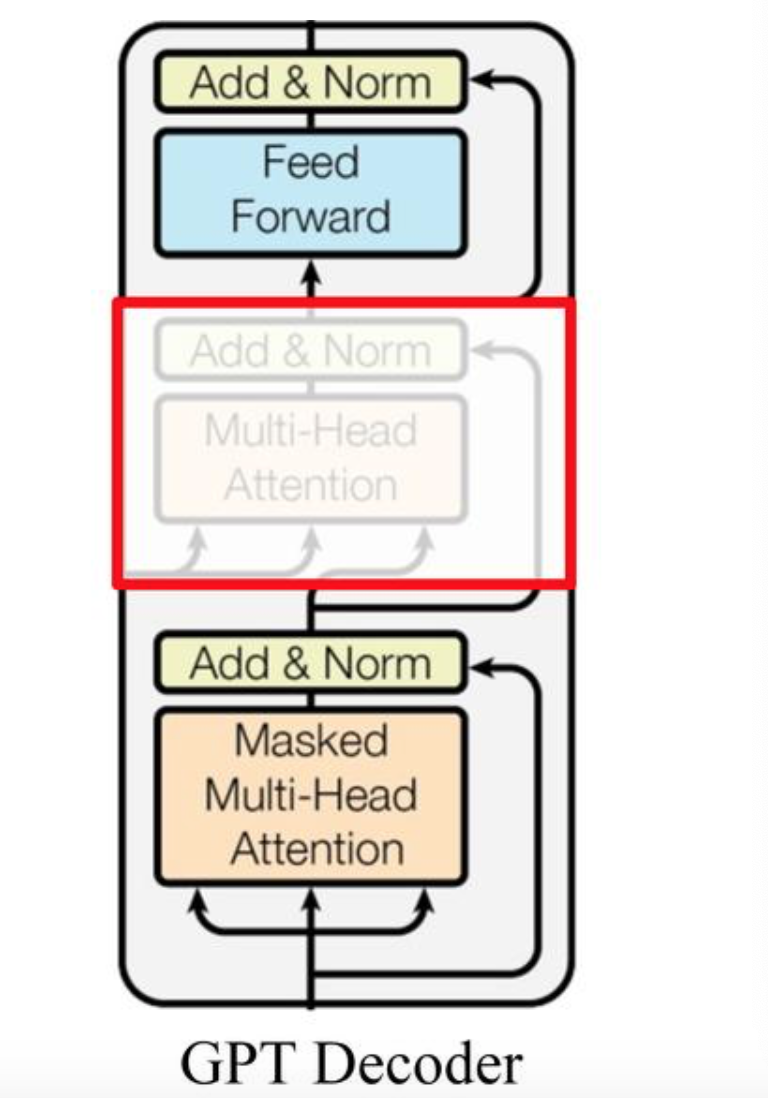 Add & Norm
Feed
Forward
Add & Norm
Multi-Head
Attention
Add & Norm
Masked
Multi-Head
Attention
GPT Decoder